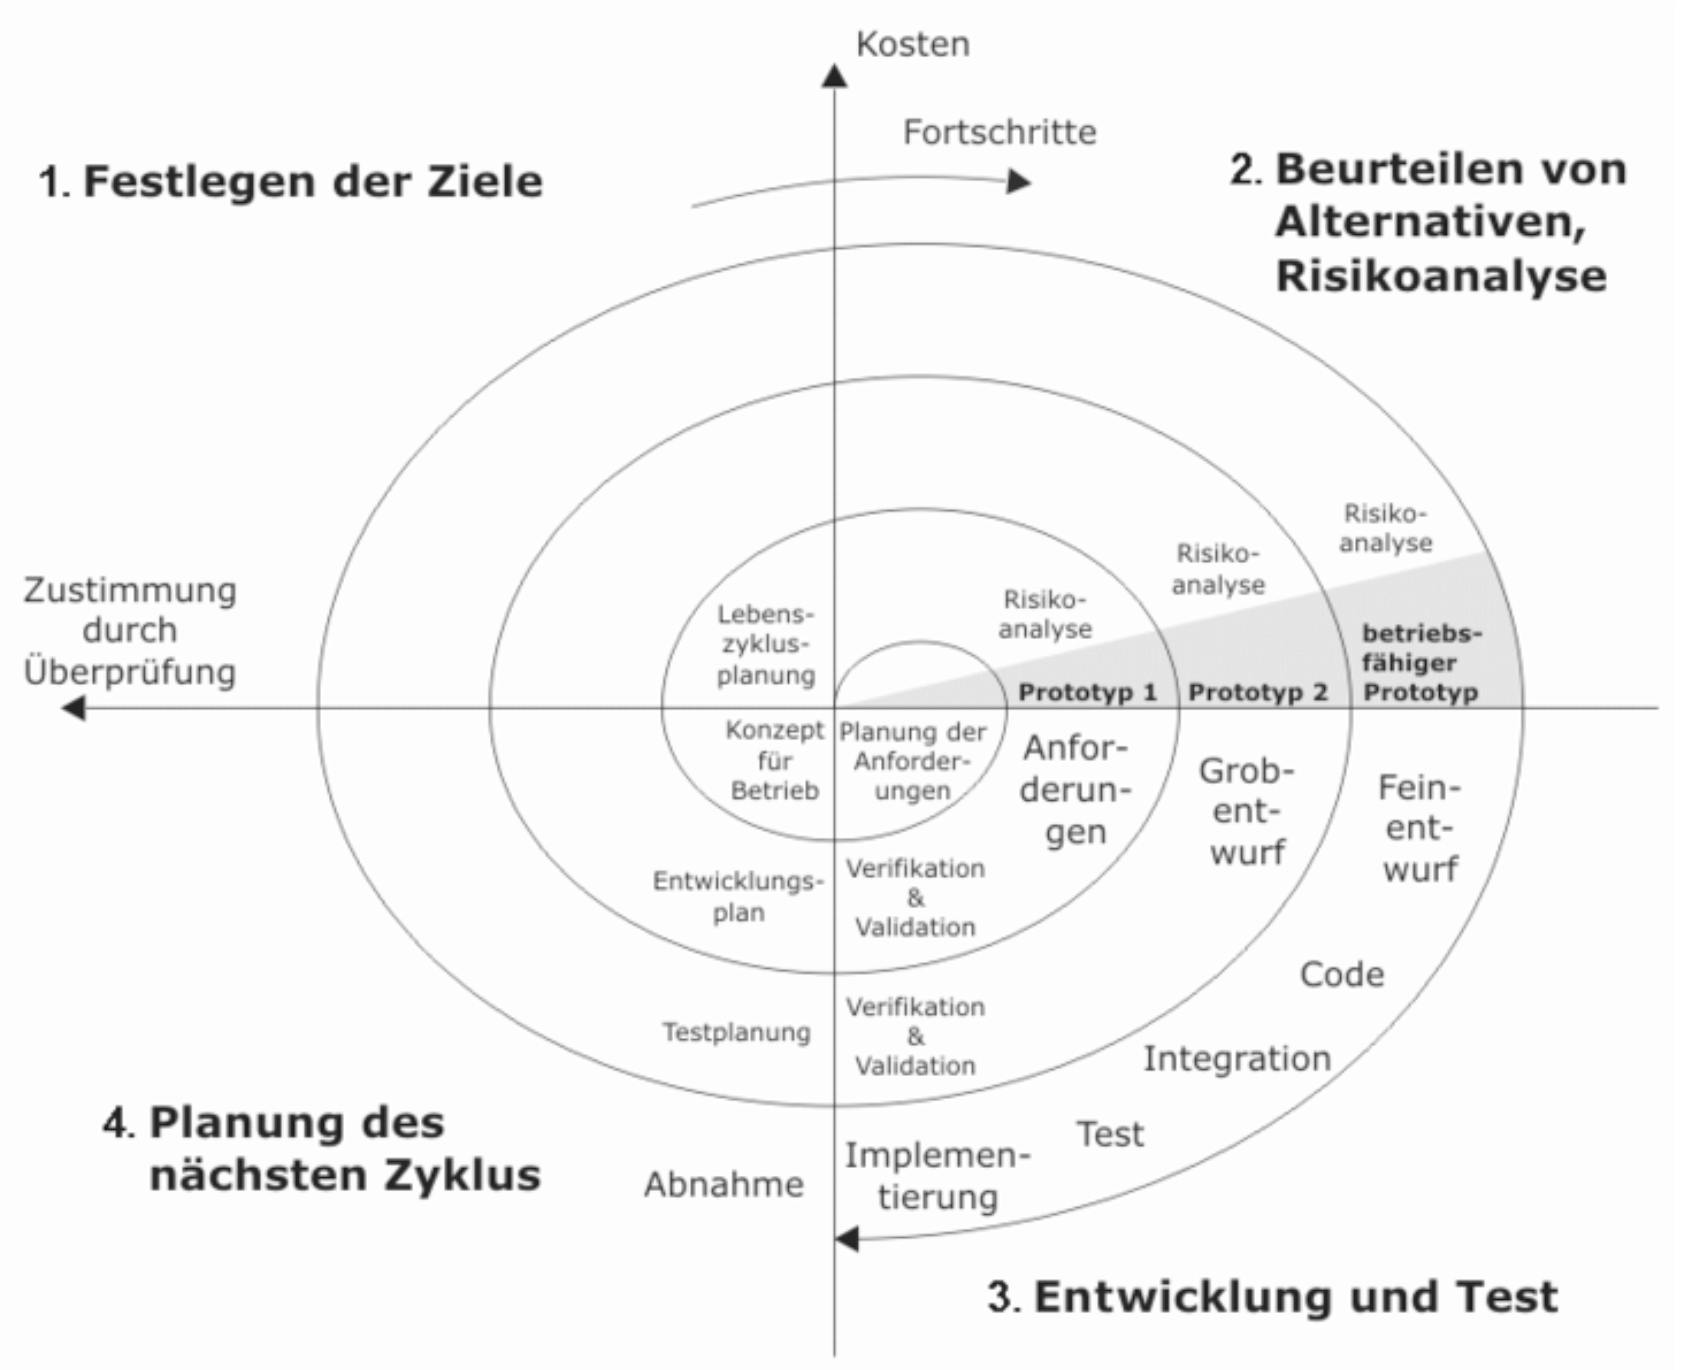 Kosten
Fortschritte
1. Festlegen der Ziele
2. Beurteilen von
Alternativen,
Risikoanalyse
Zustimmung
durch
Überprüfung
Lebens-
zyklus-
planung
Risiko-
analyse
Risiko-
analyse
Risiko-
analyse
Prototyp 1
Prototyp 2
betriebs-
fähiger
Prototyp
Konzept
für
Betrieb
Planung der
Anforder-
ungen
Anfor-
derun-
gen
Grob-
ent-
wurf
Fein-
ent-
wurf
Entwicklungs-
plan
Verifikation
&
Validation
Testplanung
Verifikation
&
Validation
Code
Integration
Test
Implemen-
tierung
Abnahme
4. Planung des
nächsten Zyklus
3. Entwicklung und Test